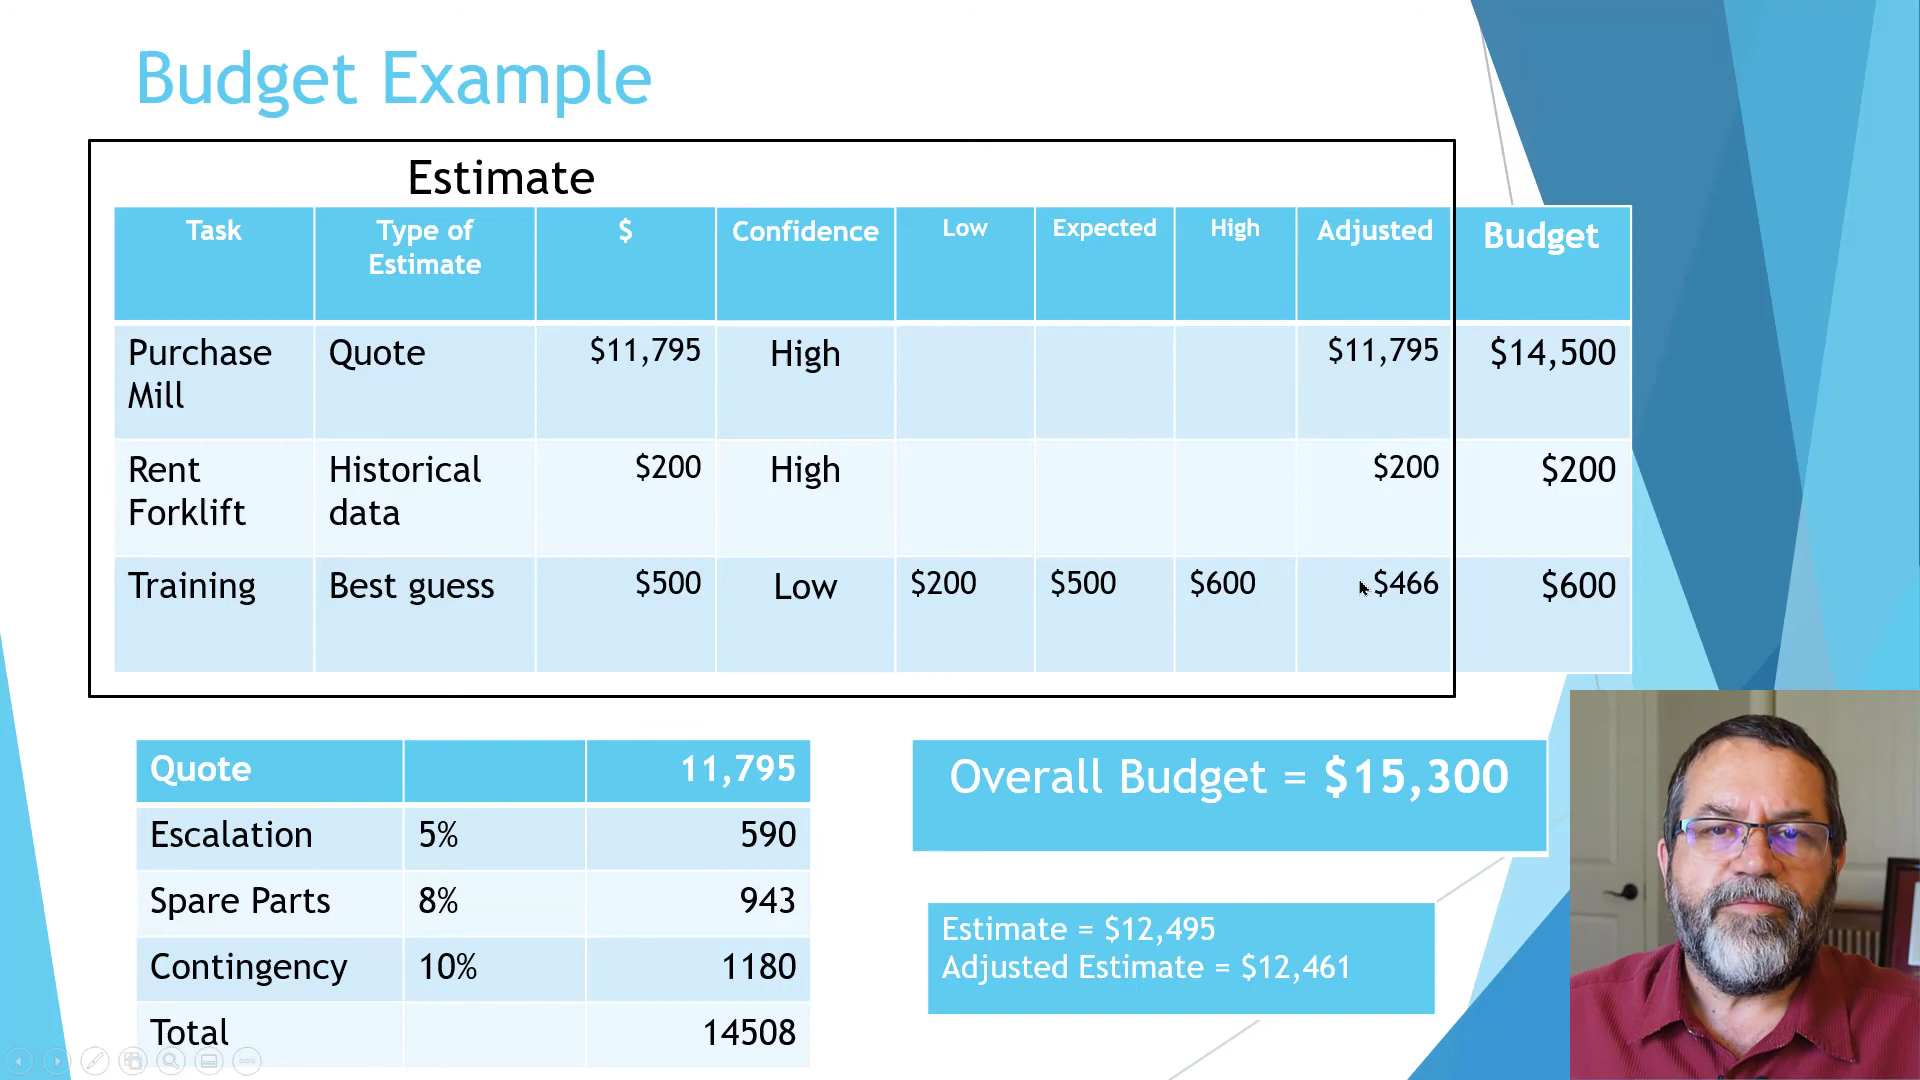 Budget Example
Estimate
Task Type of Estimate $ Confidence Low Expected High Adjusted Budget
Purchase Mill Quote $11,795 High $11,795 $14,500
Rent Forklift Historical data $200 High $200 $200
Training Best guess $500 Low $200 $500 $600 $466 $600
Quote 11,795
Escalation 5% 590
Spare Parts 8% 943
Contingency 10% 1180
Total 14508
Overall Budget = $15,300
Estimate = $12,495
Adjusted Estimate = $12,461